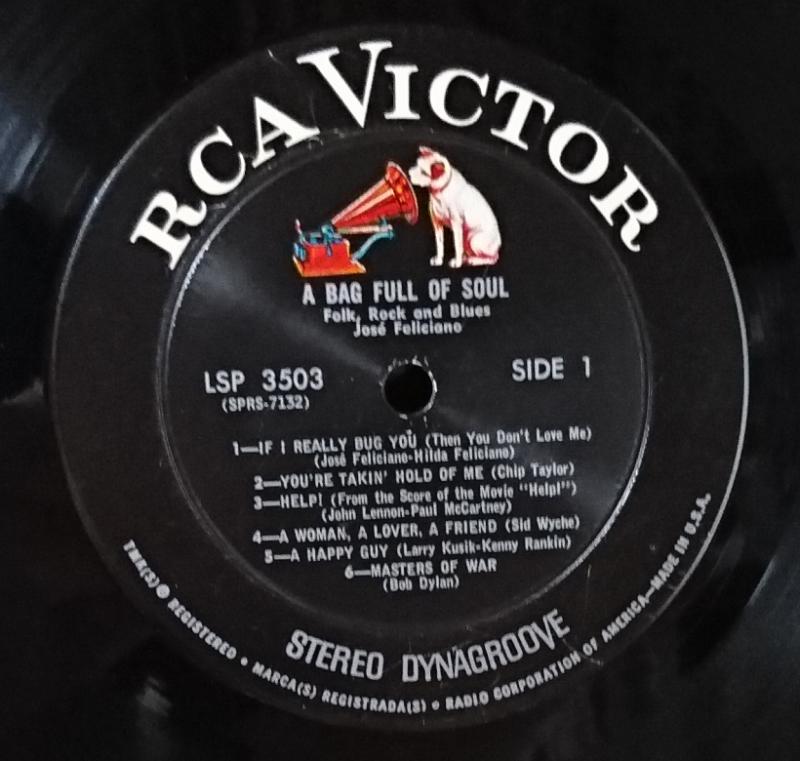 RCA VICTOR
A BAG FULL OF SOUL
Folk, Rock and Blues
José Feliciano
LSP 3503
(SPRS-7132)
SIDE 1
1—IF I REALLY BUG YOU (Then You Don't Love Me)
(José Feliciano-Hilda Feliciano)
2—YOU'RE TAKIN' HOLD OF ME (Chip Taylor)
3—HELP! (From the Score of the Movie "Help!")
(John Lennon-Paul McCartney)
4—A WOMAN, A LOVER, A FRIEND (Sid Wyche)
5—A HAPPY GUY (Larry Kusik-Kenny Rankin)
6—MASTERS OF WAR
(Bob Dylan)
STEREO DYNAGROOVE
TMK(S) ® REGISTERED • MARCA(S) REGISTRADA(S) • RADIO CORPORATION OF AMERICA—MADE IN U.S.A.